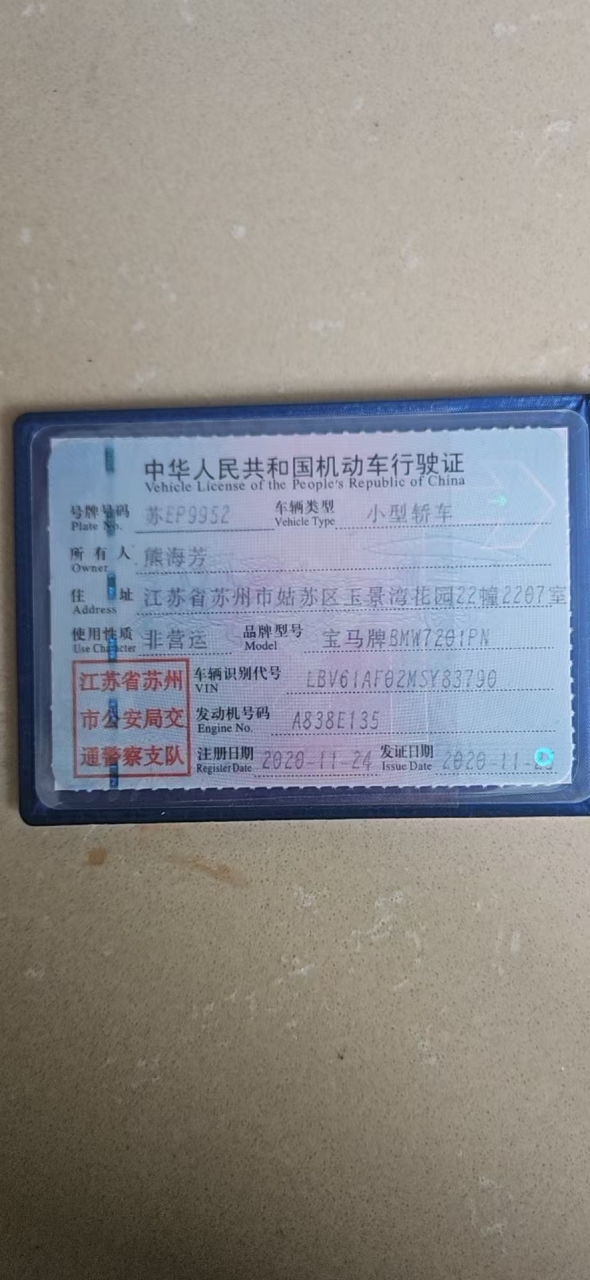 中华人民共和国机动车行驶证
Vehicle License of the People's Republic of China
号牌号码 苏EP9952 车辆类型 小型轿车
Plate No. Vehicle Type
所有人 熊海芳
Owner
住址 江苏省苏州市姑苏区玉景湾花园22幢2207室
Address
使用性质 非营运 品牌型号 宝马牌BMW7201PN
Use Character Model
江苏省苏州 车辆识别代号 LBV61AF02MSY83790
VIN
市公安局交 发动机号码 A838E135
Engine No.
通警察支队 注册日期 2020-11-24 发证日期 2020-11-
Register Date Issue Date